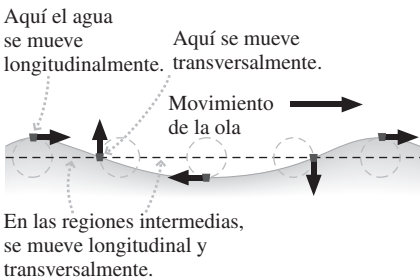 Aquí el agua
se mueve
longitudinalmente.
Aquí se mueve
transversalmente.
Movimiento
de la ola
En las regiones intermedias,
se mueve longitudinal y
transversalmente.